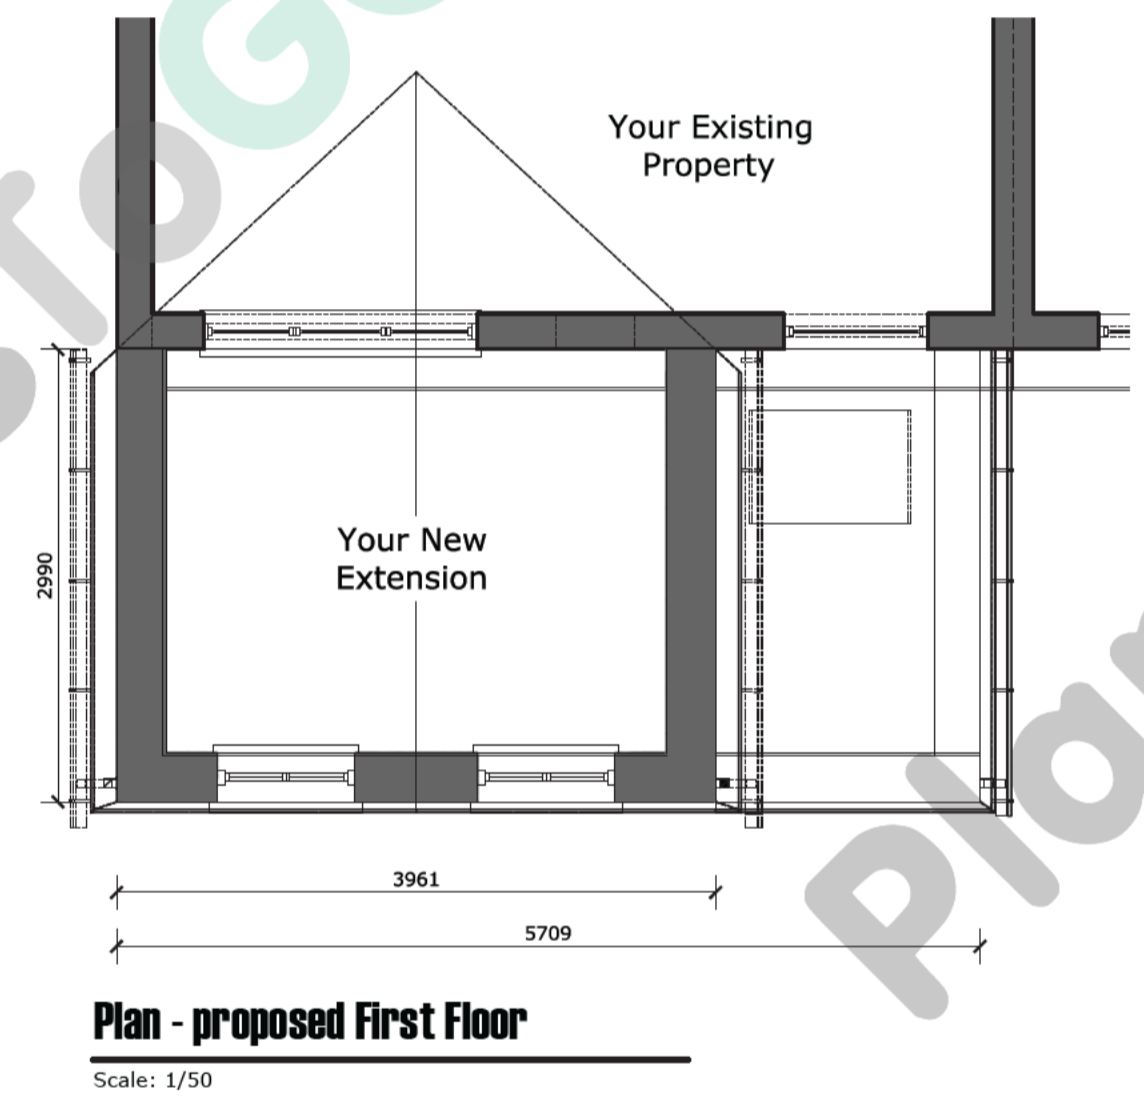 Your Existing
Property
Your New
Extension
2990
3961
5709
Plan - proposed First Floor
Scale: 1/50